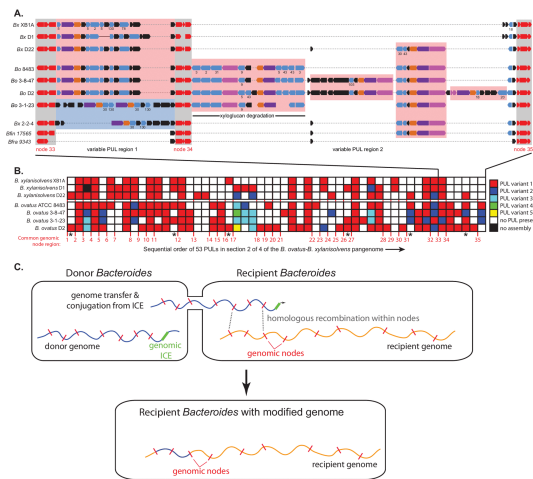 A.
Bx XB1A
Bx D1
Bx D22
Bo 8483
Bo 3-8-47
Bo D2
Bo 3-1-23
Bx 2-2-4
Bfin 17565
Bhu 9343
xyloglucan degradation
node 33
variable PUL region 1
node 34
variable PUL region 2
node 35
B.
B. xylanisolvens XB1A
B. xylanisolvens D1
B. xylanisolvens D22
B. ovatus ATCC 8483
B. ovatus 3-8-47
B. ovatus 3-1-23
B. ovatus D2
Common genomic
node regions:
PUL variant 1
PUL variant 2
PUL variant 3
PUL variant 4
PUL variant 5
no PUL prese
no assembly
Sequential order of 53 PULs in section 2 of 4 of the B. ovatus-B. xylanisolvens pangenome
C.
Donor Bacteroides
Recipient Bacteroides
genome transfer &
conjugation from ICE
homologous recombination within nodes
donor genome
genomic
ICE
genomic nodes
recipient genome
Recipient Bacteroides with modified genome
genomic nodes
recipient genome